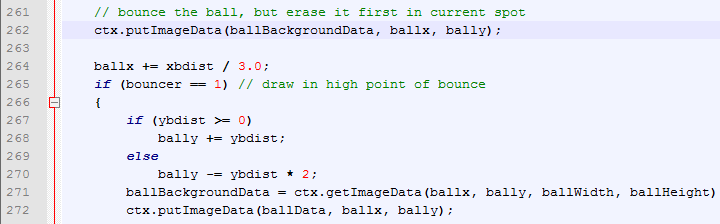 261 // bounce the ball, but erase it first in current spot
262 ctx.putImageData(ballBackgroundData, ballx, bally);
263
264 ballx += xbdist / 3.0;
265 if (bouncer == 1) // draw in high point of bounce
266 {
267 if (ybdist >= 0)
268 bally += ybdist;
269 else
270 bally -= ybdist * 2;
271 ballBackgroundData = ctx.getImageData(ballx, bally, ballWidth, ballHeight)
272 ctx.putImageData(ballData, ballx, bally);